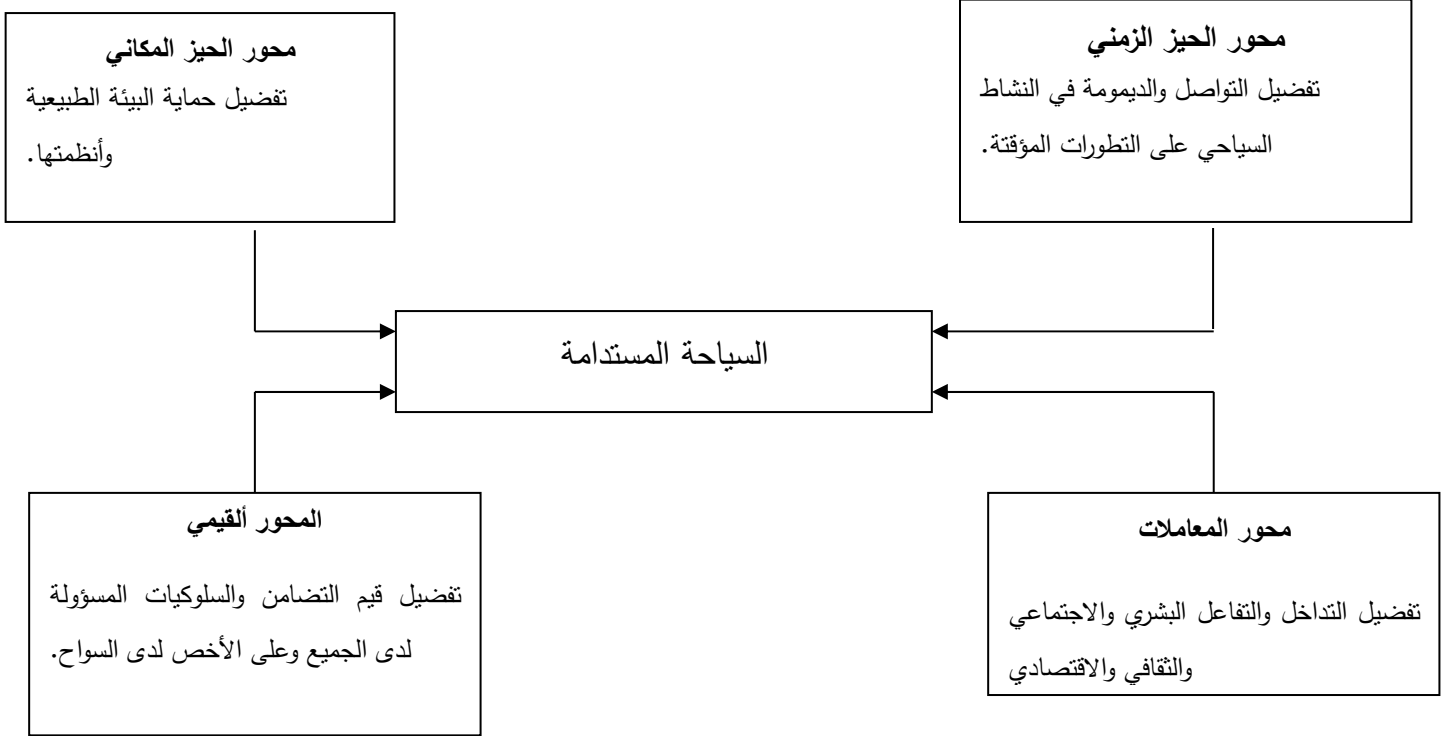 محور الحيز الزمني
تفضيل التواصل والديمومة في النشاط
السياحي على التطورات المؤقتة.
محور الحيز المكاني
تفضيل حماية البيئة الطبيعية
وأنظمتها.
السياحة المستدامة
محور المعاملات
تفضيل التداخل والتفاعل البشري والاجتماعي
والثقافي والاقتصادي
المحور ألقيمي
تفضيل قيم التضامن والسلوكيات المسؤولة
لدى الجميع وعلى الأخص لدى السواح.